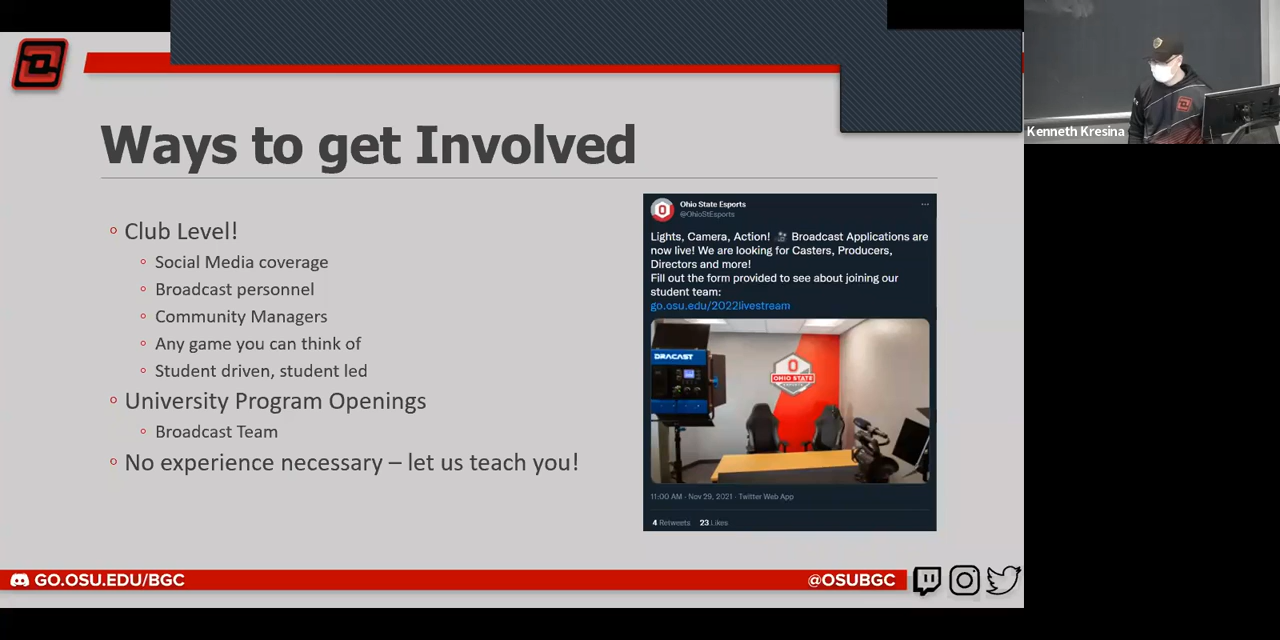 Kenneth Kresina
Ways to get Involved
Club Level!
Social Media coverage
Broadcast personnel
Community Managers
Any game you can think of
Student driven, student led
University Program Openings
Broadcast Team
No experience necessary – let us teach you!
Ohio State Esports
@OhioStEsports
Lights, Camera, Action! 🎥 Broadcast Applications are
now live! We are looking for Casters, Producers,
Directors and more!
Fill out the form provided to see about joining our
student team:
go.osu.edu/2022livestream
DRACAST
OHIO STATE
ESPORTS
11:00 AM · Nov 29, 2021 · Twitter Web App
4 Retweets 23 Likes
GO.OSU.EDU/BGC
@OSUBGC